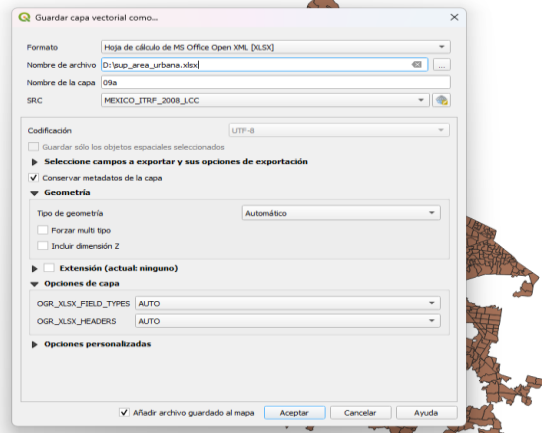 Guardar capa vectorial como...
Formato Hoja de cálculo de MS Office Open XML [XLSX]
Nombre de archivo D:\sup_area_urbana.xlsx ...
Nombre de la capa 09a
SRC MEXICO_ITRF_2008_LCC
Codificación UTF-8
Guardar sólo los objetos espaciales seleccionados
Seleccione campos a exportar y sus opciones de exportación
Conservar metadatos de la capa
Geometría
Tipo de geometría Automático
Forzar multi tipo
Incluir dimensión Z
Extensión (actual: ninguno)
Opciones de capa
OGR_XLSX_FIELD_TYPES AUTO
OGR_XLSX_HEADERS AUTO
Opciones personalizadas
Añadir archivo guardado al mapa Aceptar Cancelar Ayuda